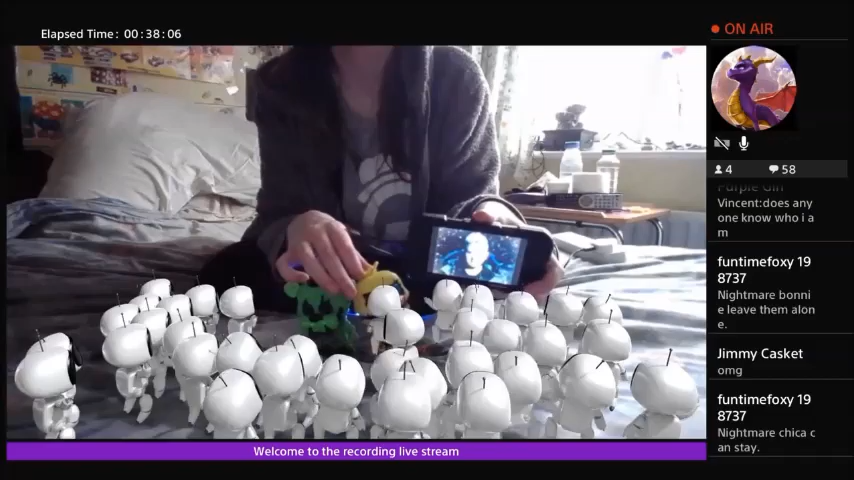 Elapsed Time: 00:38:06
ON AIR
4 58
Purple Girl
Vincent:does any
one know who i a
m
funtimefoxy 19
8737
Nightmare bonni
e leave them alon
e.
Jimmy Casket
omg
funtimefoxy 19
8737
Nightmare chica c
an stay.
Welcome to the recording live stream